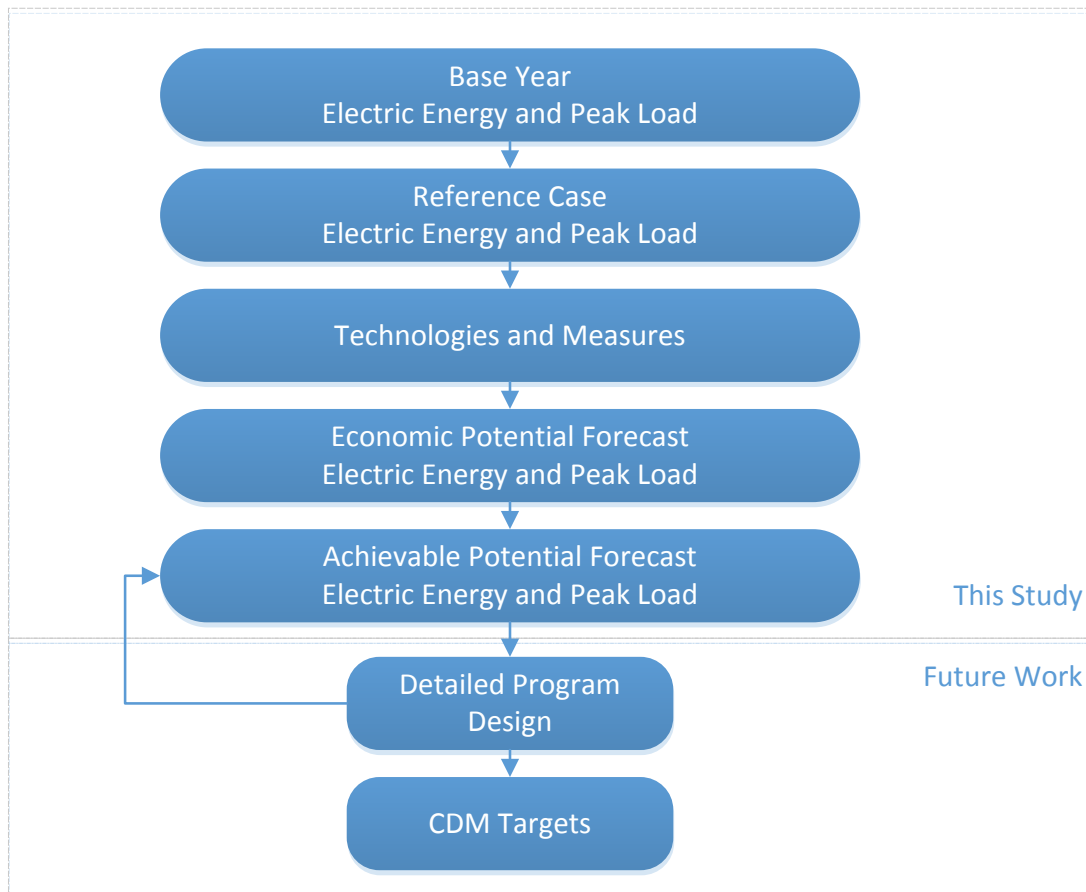 Base Year
Electric Energy and Peak Load
Reference Case
Electric Energy and Peak Load
Technologies and Measures
Economic Potential Forecast
Electric Energy and Peak Load
Achievable Potential Forecast
Electric Energy and Peak Load
This Study
Future Work
Detailed Program
Design
CDM Targets